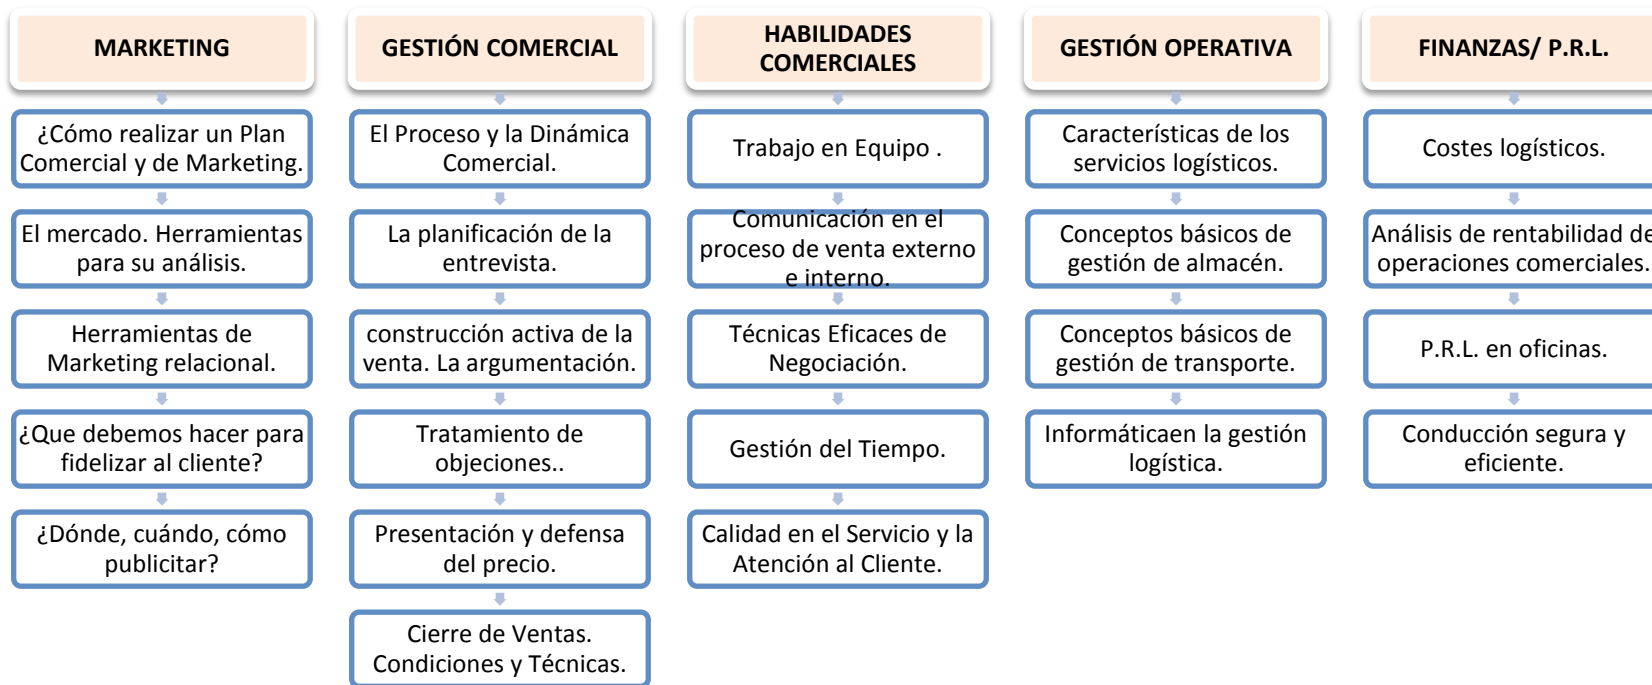 MARKETING
¿Cómo realizar un Plan
Comercial y de Marketing.
El mercado. Herramientas
para su análisis.
Herramientas de
Marketing relacional.
¿Que debemos hacer para
fidelizar al cliente?
¿Dónde, cuándo, cómo
publicitar?
GESTIÓN COMERCIAL
El Proceso y la Dinámica
Comercial.
La planificación de la
entrevista.
construcción activa de la
venta. La argumentación.
Tratamiento de
objeciones..
Presentación y defensa
del precio.
Cierre de Ventas.
Condiciones y Técnicas.
HABILIDADES
COMERCIALES
Trabajo en Equipo .
Comunicación en el
proceso de venta externo
e interno.
Técnicas Eficaces de
Negociación.
Gestión del Tiempo.
Calidad en el Servicio y la
Atención al Cliente.
GESTIÓN OPERATIVA
Características de los
servicios logísticos.
Conceptos básicos de
gestión de almacén.
Conceptos básicos de
gestión de transporte.
Informáticaen la gestión
logística.
FINANZAS/ P.R.L.
Costes logísticos.
Análisis de rentabilidad de
operaciones comerciales.
P.R.L. en oficinas.
Conducción segura y
eficiente.